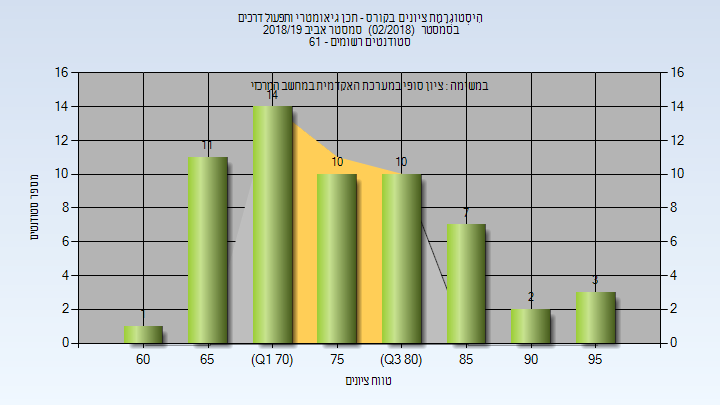 היסטוגרמת ציונים בקורס - תכן גיאומטרי ותפעול דרכים
בסמסטר (02/2018) סמסטר אביב 2018/19
סטודנטים רשומים - 61
במשימה : ציון סופי במערכת האקדמית במחשב המרכזי
16 16
14 14
12 12
10 10
8 8
6 6
4 4
2 2
0 0
1 11 14 10 10 7 2 3
מספר סטודנטים
60 65 (Q1 70) 75 (Q3 80) 85 90 95
טווח ציונים